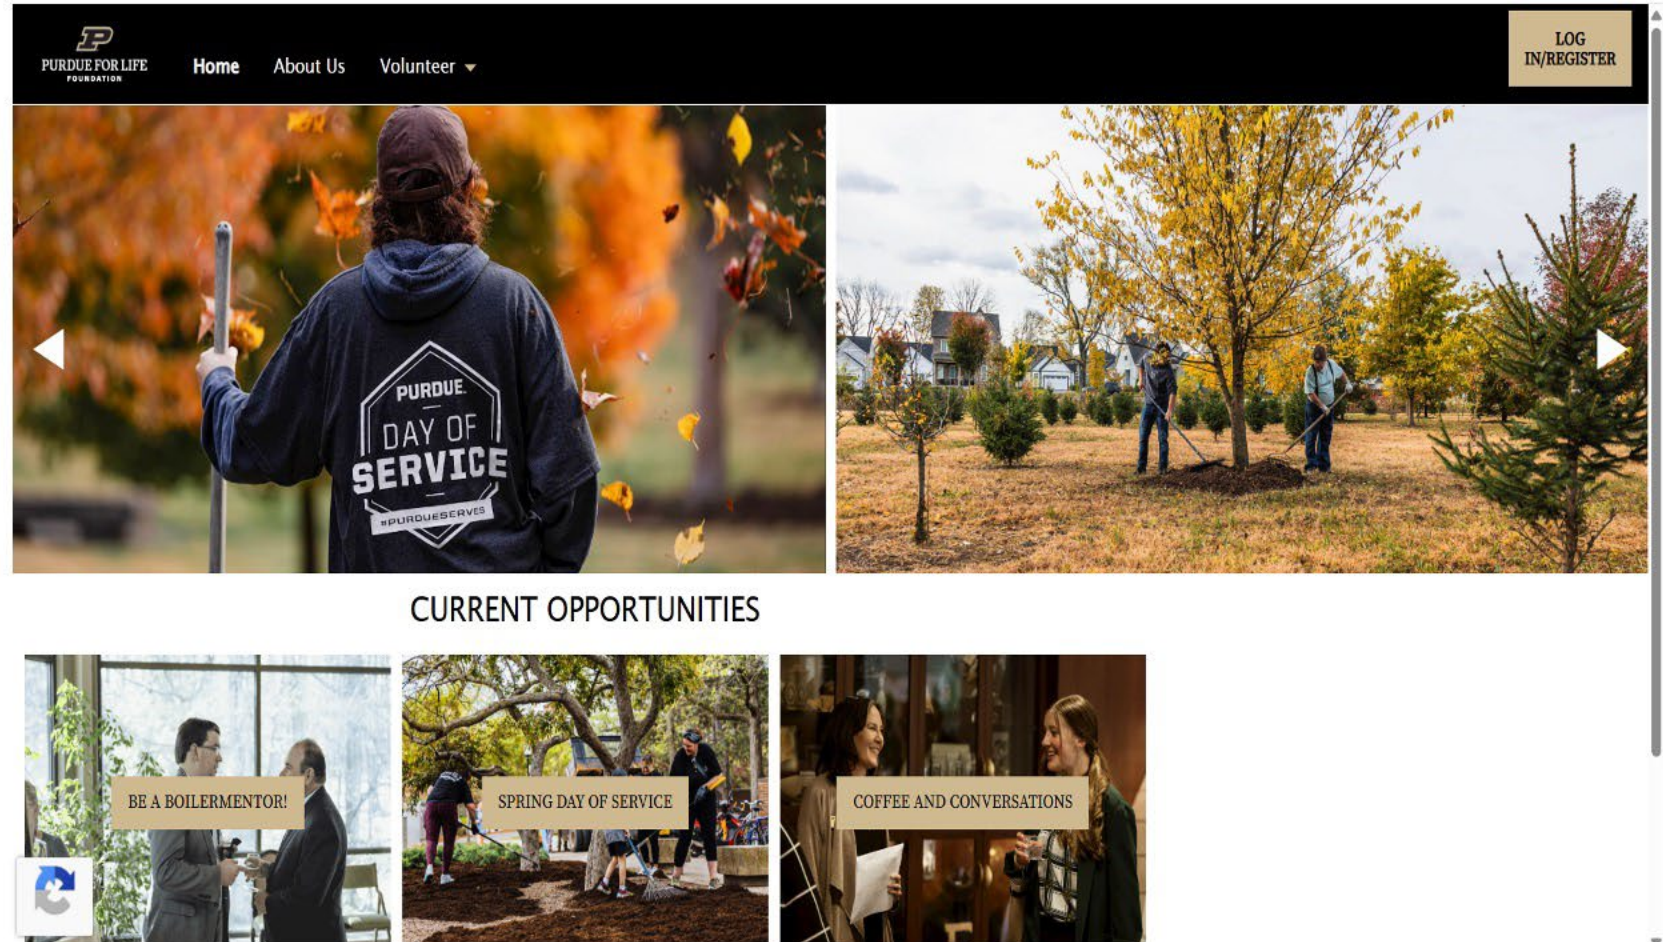 PURDUE FOR LIFE
FOUNDATION
Home
About Us
Volunteer
LOG
IN/REGISTER
PURDUE.
DAY OF
SERVICE
#PURDUESERVES
CURRENT OPPORTUNITIES
BE A BOILERMENTOR!
SPRING DAY OF SERVICE
COFFEE AND CONVERSATIONS